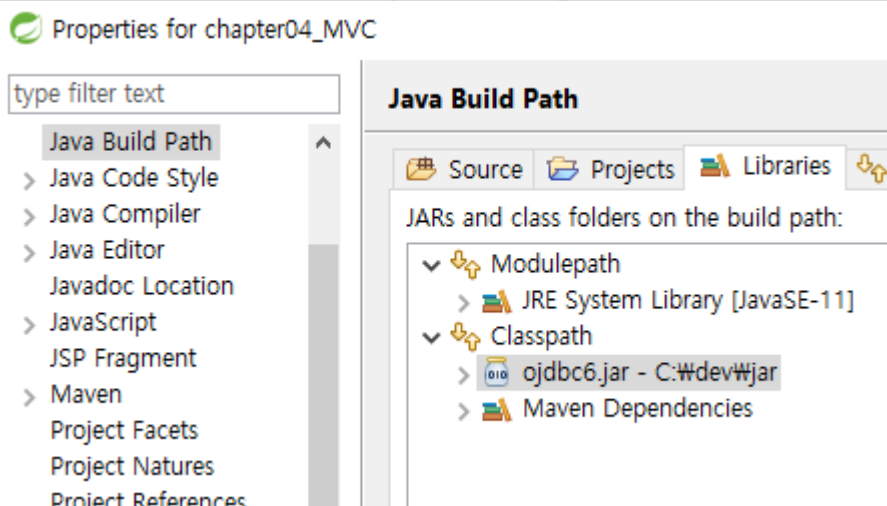 Properties for chapter04_MVC
type filter text
Java Build Path
Java Code Style
Java Compiler
Java Editor
Javadoc Location
JavaScript
JSP Fragment
Maven
Project Facets
Project Natures
Project References
Java Build Path
Source Projects Libraries
JARs and class folders on the build path:
Modulepath
JRE System Library [JavaSE-11]
Classpath
010 ojdbc6.jar - C:₩dev₩jar
Maven Dependencies